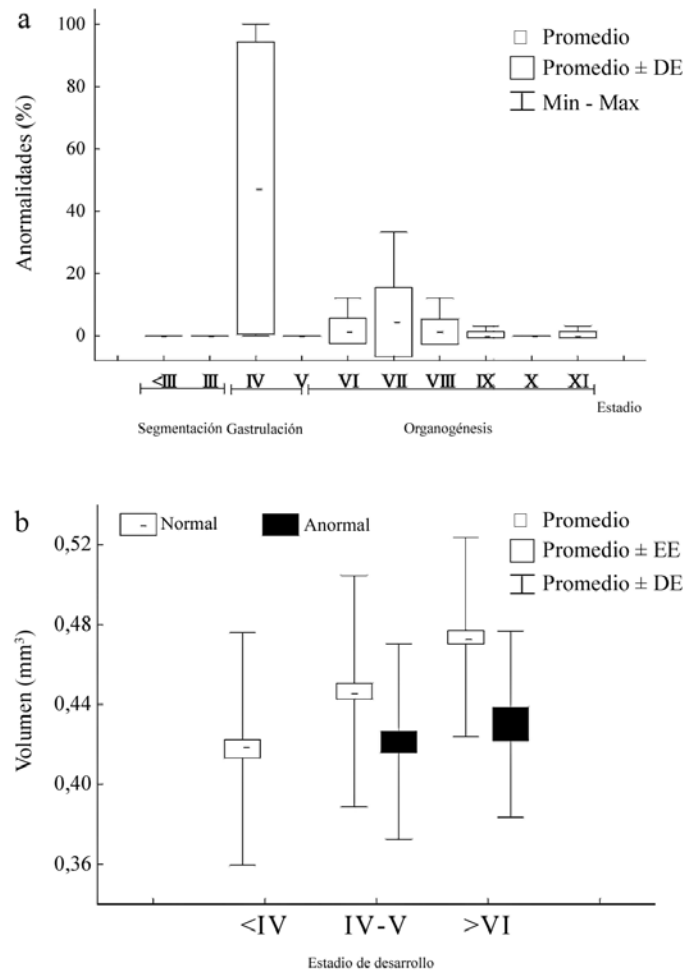 a
Anormalidades (%)
100
80
60
40
20
0
Promedio
Promedio ± DE
Min - Max
<III III IV V VI VII VIII IX X XI
Estadio
Segmentación Gastrulación Organogénesis
b
Normal Anormal
Promedio
Promedio ± EE
Promedio ± DE
Volumen (mm³)
0,52
0,48
0,44
0,40
0,36
<IV IV-V >VI
Estadio de desarrollo